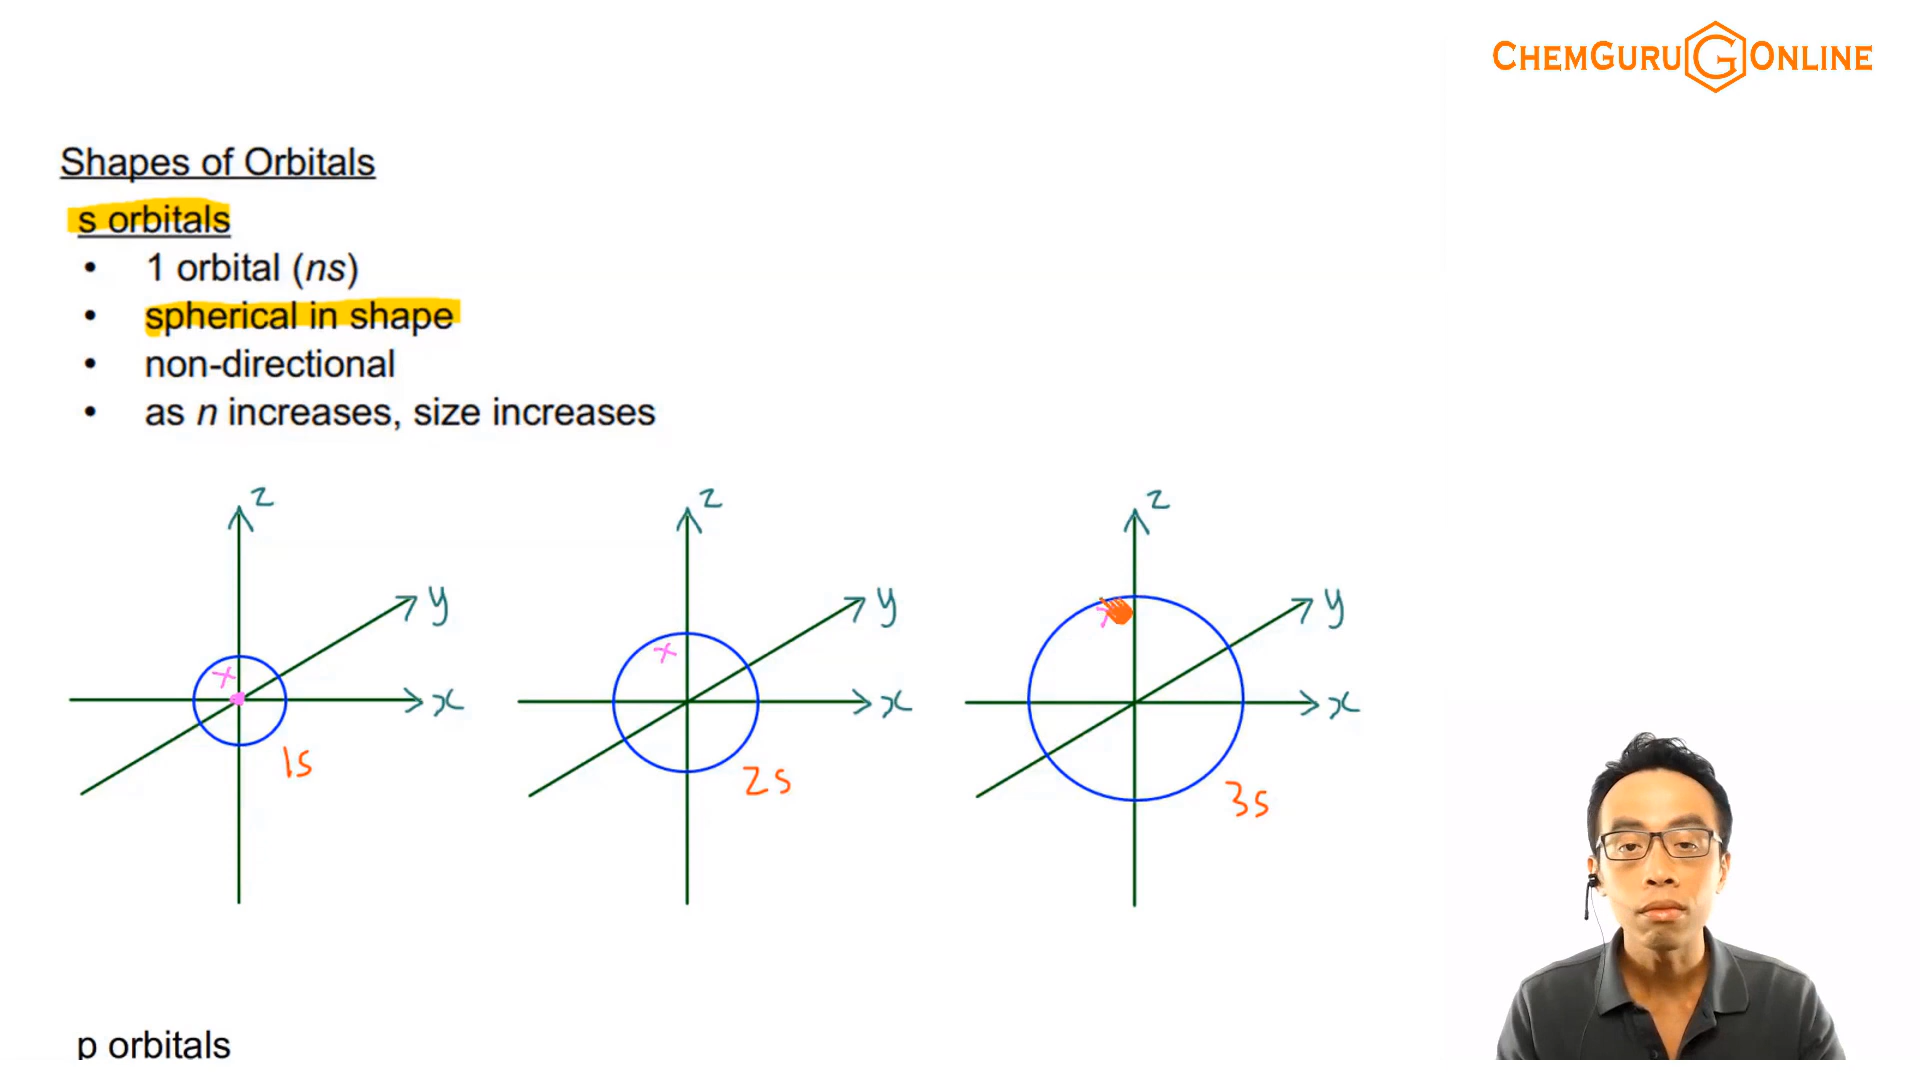 CHEMGURU G ONLINE
Shapes of Orbitals
s orbitals
• 1 orbital (ns)
• spherical in shape
• non-directional
• as n increases, size increases
z
y
x
1s
z
y
x
2s
z
y
x
3s
p orbitals